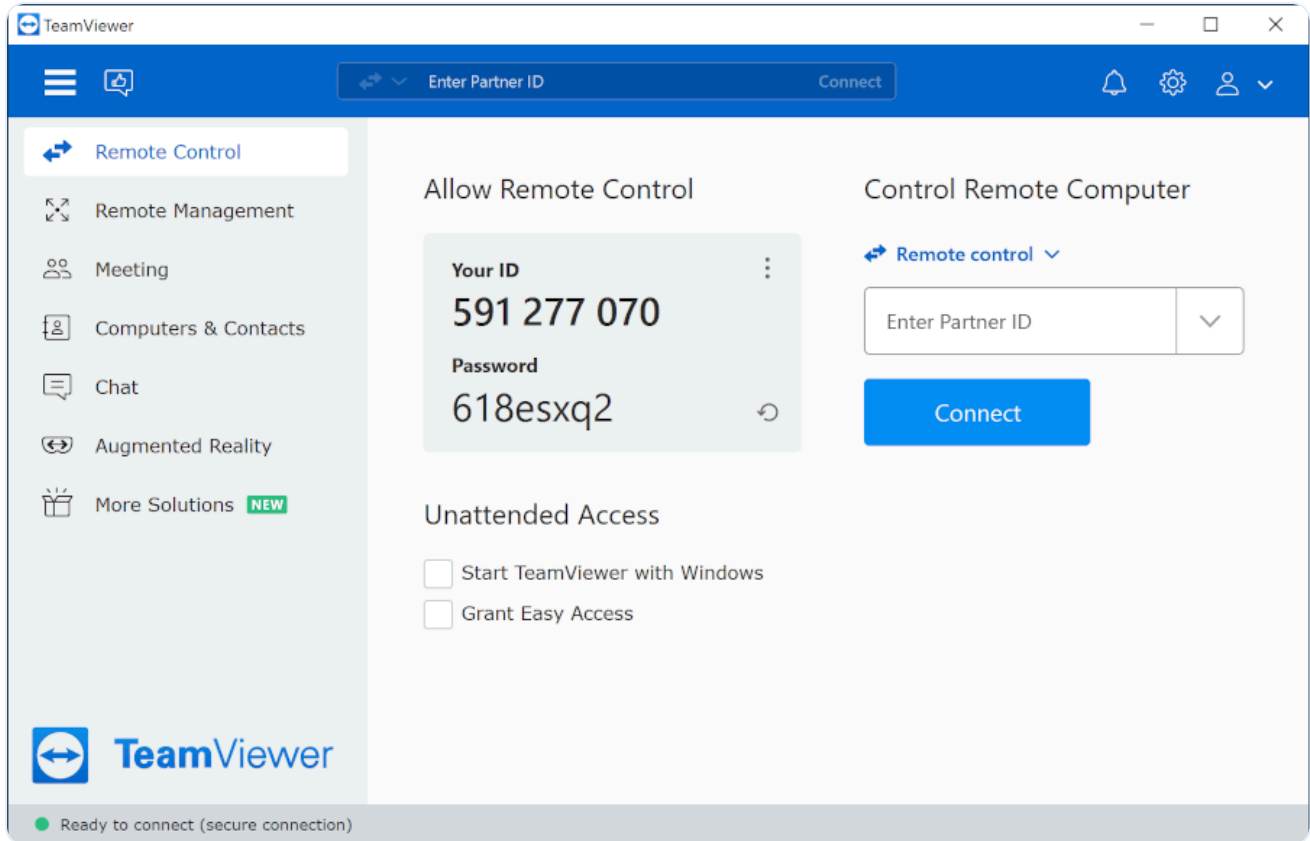 TeamViewer
Enter Partner ID Connect
Remote Control
Remote Management
Meeting
Computers & Contacts
Chat
Augmented Reality
More Solutions NEW
Allow Remote Control
Your ID
591 277 070
Password
618esxq2
Unattended Access
Start TeamViewer with Windows
Grant Easy Access
Control Remote Computer
Remote control
Enter Partner ID
Connect
TeamViewer
Ready to connect (secure connection)